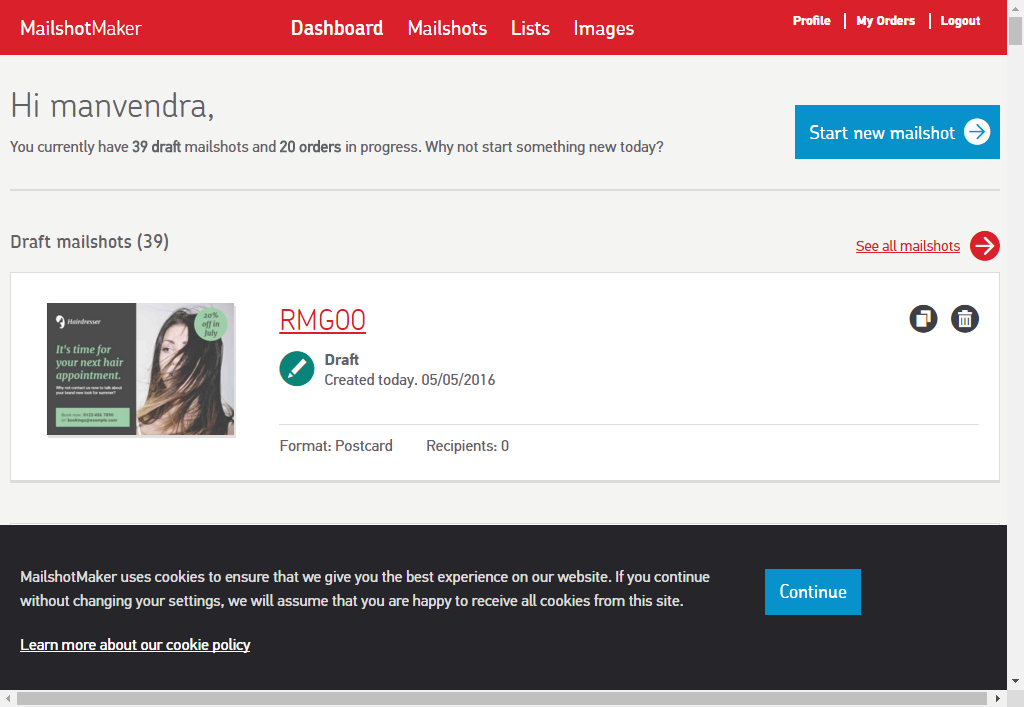 MailshotMaker
Dashboard Mailshots Lists Images
Profile My Orders Logout
Hi manvendra,
You currently have 39 draft mailshots and 20 orders in progress. Why not start something new today?
Start new mailshot
Draft mailshots (39)
See all mailshots
Hairdresser
20%
off in
July
It's time for
your next hair
appointment.
Why not contact us now to talk about
your brand new look for summer?
Book now: 0123 456 7890
or: bookings@example.com
RMG00
Draft
Created today. 05/05/2016
Format: Postcard Recipients: 0
MailshotMaker uses cookies to ensure that we give you the best experience on our website. If you continue
without changing your settings, we will assume that you are happy to receive all cookies from this site.
Continue
Learn more about our cookie policy